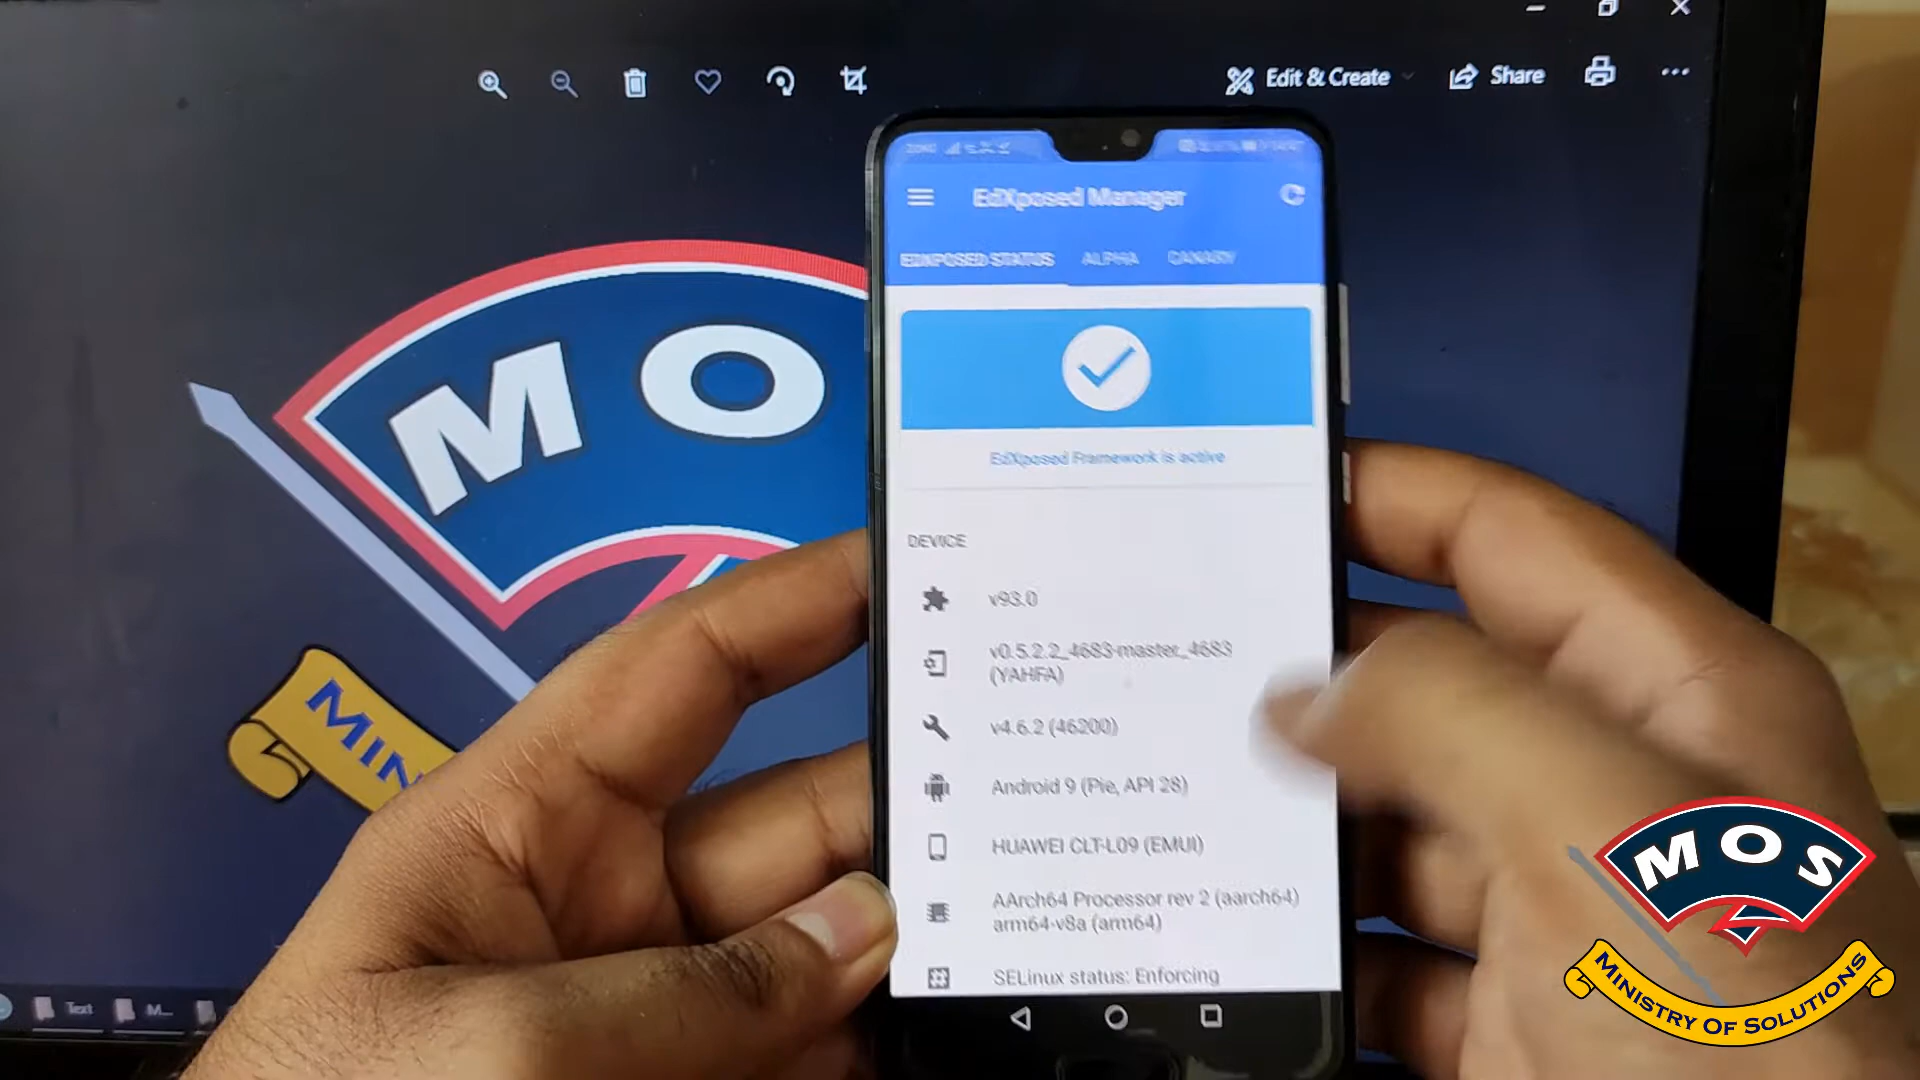 Edit & Create
Share
M O
MIN
Text
M...
EdXposed Manager
EDXPOSED STATUS
ALPHA
CANARY
EdXposed Framework is active
DEVICE
v93.0
v0.5.2.2_4683-master_4683
(YAHFA)
v4.6.2 (46200)
Android 9 (Pie, API 28)
HUAWEI CLT-L09 (EMUI)
AArch64 Processor rev 2 (aarch64)
arm64-v8a (arm64)
SELinux status: Enforcing
MOS
MINISTRY OF SOLUTIONS